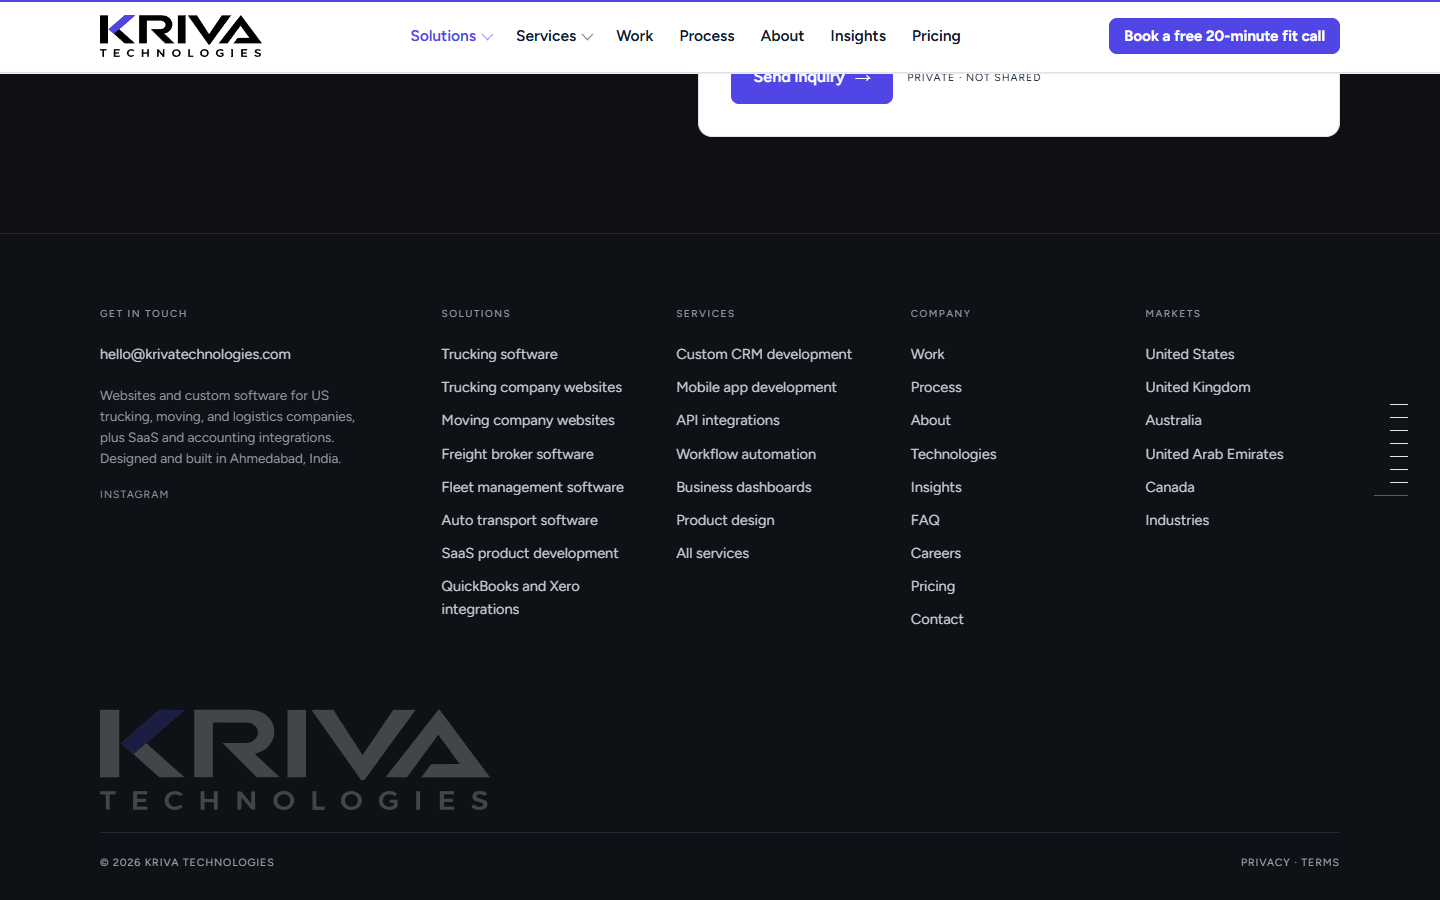 KRIVA
TECHNOLOGIES
Solutions
Services
Work
Process
About
Insights
Pricing
Book a free 20-minute fit call
Send inquiry →
PRIVATE · NOT SHARED
GET IN TOUCH
hello@krivatechnologies.com
Websites and custom software for US
trucking, moving, and logistics companies,
plus SaaS and accounting integrations.
Designed and built in Ahmedabad, India.
INSTAGRAM
SOLUTIONS
Trucking software
Trucking company websites
Moving company websites
Freight broker software
Fleet management software
Auto transport software
SaaS product development
QuickBooks and Xero
integrations
SERVICES
Custom CRM development
Mobile app development
API integrations
Workflow automation
Business dashboards
Product design
All services
COMPANY
Work
Process
About
Technologies
Insights
FAQ
Careers
Pricing
Contact
MARKETS
United States
United Kingdom
Australia
United Arab Emirates
Canada
Industries
KRIVA
TECHNOLOGIES
© 2026 KRIVA TECHNOLOGIES
PRIVACY · TERMS